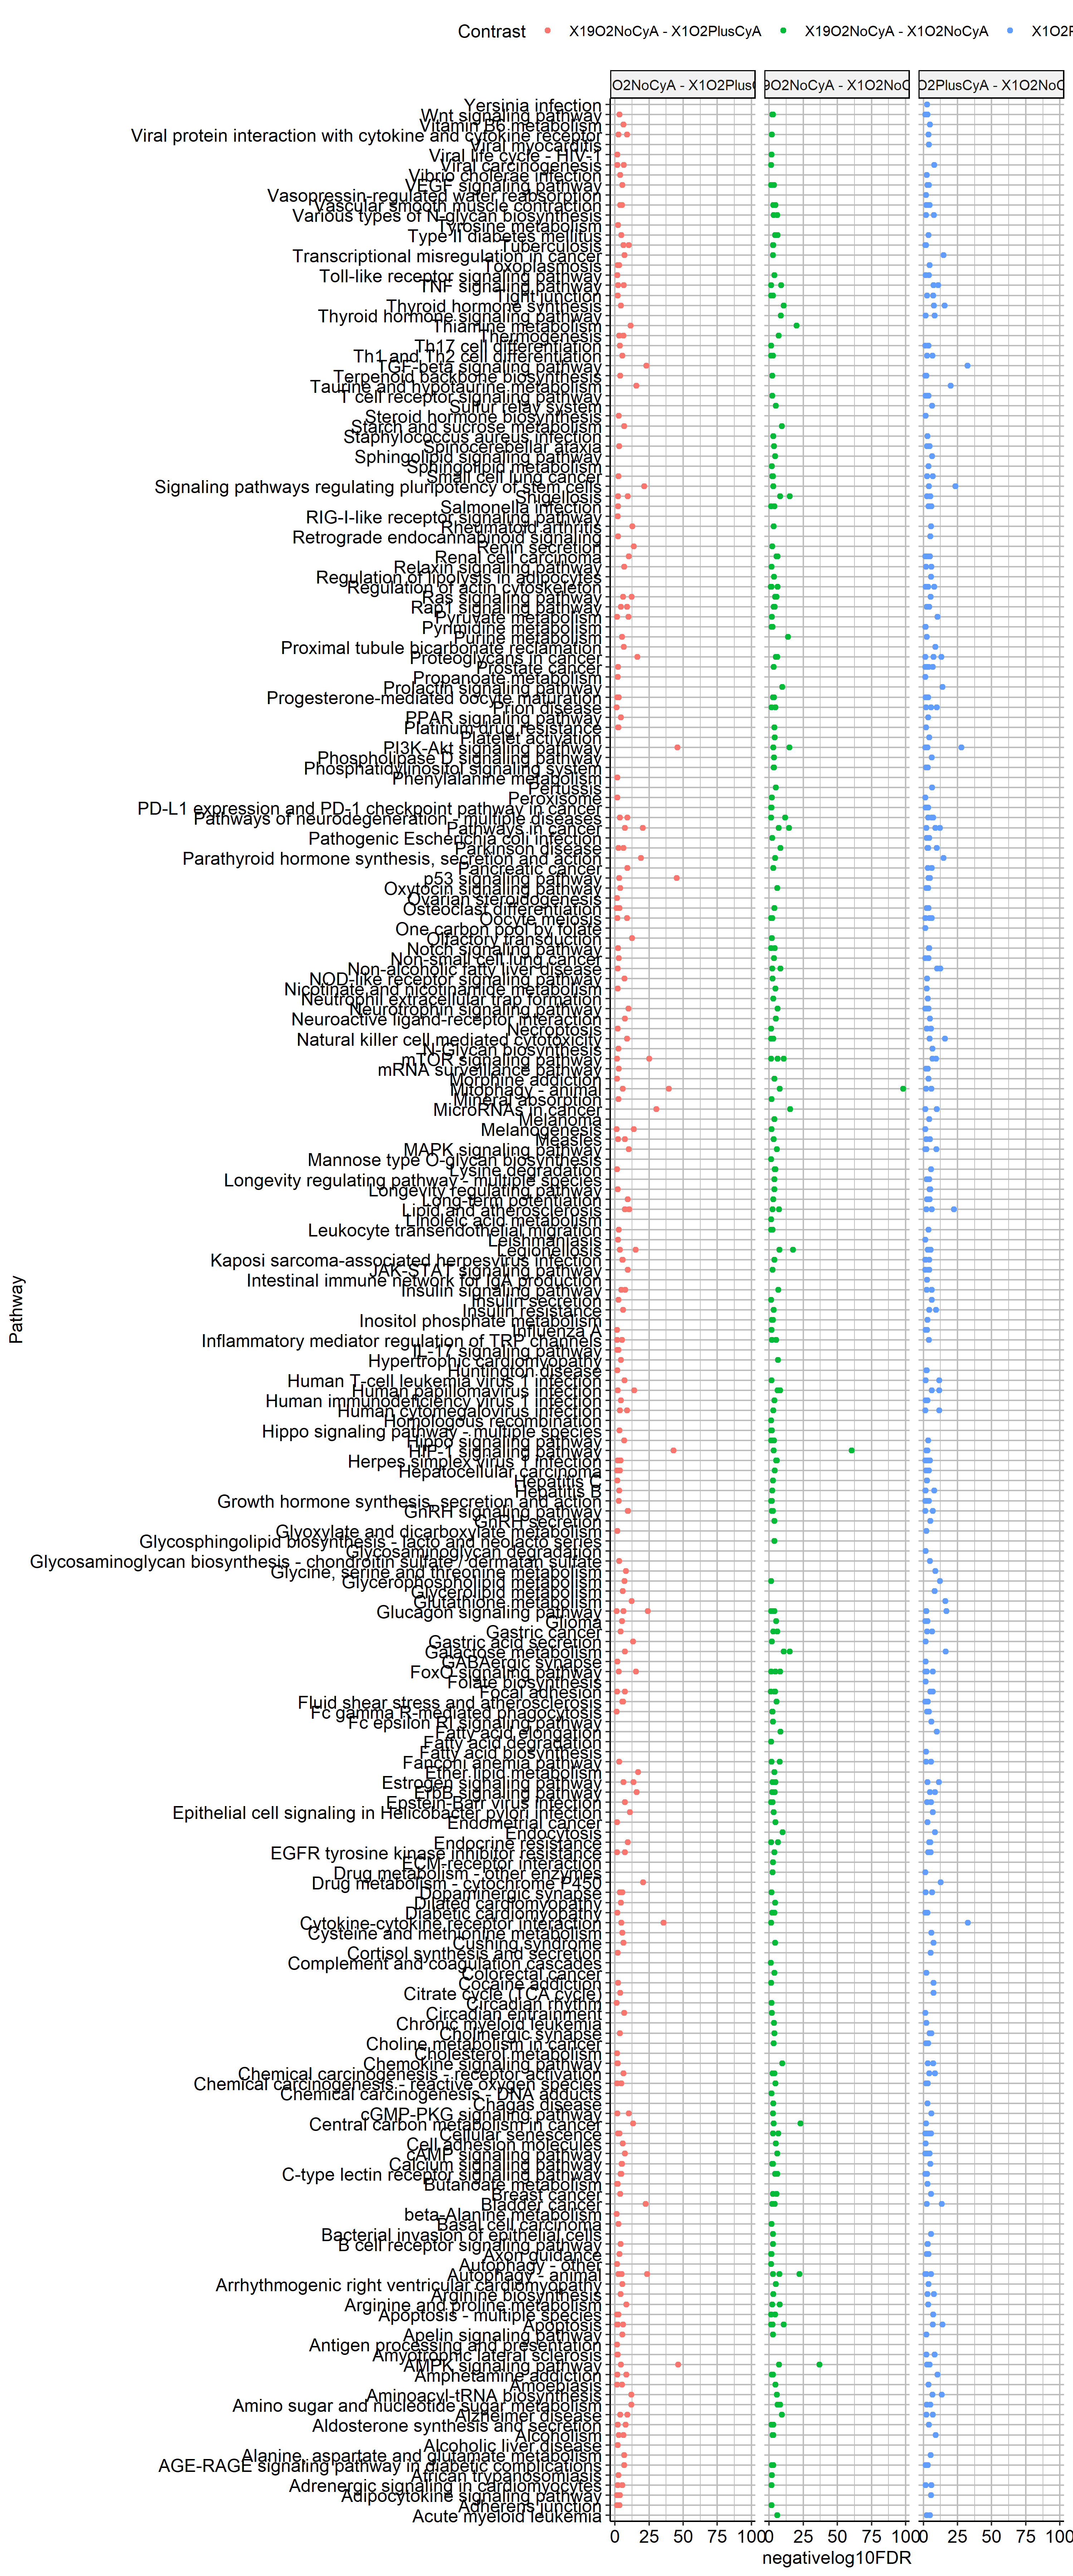 Contrast X19O2NoCyA - X1O2PlusCyA X19O2NoCyA - X1O2NoCyA
O2NoCyA - X1O2Plus O2NoCyA - X1O2NoC O2PlusCyA - X1O2NoC
Yersinia infection
Wnt signaling pathway
Vitamin B6 metabolism
Viral protein interaction with cytokine and cytokine receptor
Viral myocarditis
Viral life cycle - HIV-1
Viral carcinogenesis
Vibrio cholerae infection
VEGF signaling pathway
Vasopressin-regulated water reabsorption
Vascular smooth muscle contraction
Various types of N-glycan biosynthesis
Tyrosine metabolism
Type II diabetes mellitus
Tuberculosis
Transcriptional misregulation in cancer
Toxoplasmosis
Toll-like receptor signaling pathway
TNF signaling pathway
Tight junction
Thyroid hormone synthesis
Thyroid hormone signaling pathway
Thiamine metabolism
Thermogenesis
Th17 cell differentiation
Th1 and Th2 cell differentiation
TGF-beta signaling pathway
Terpenoid backbone biosynthesis
Taurine and hypotaurine metabolism
T cell receptor signaling pathway
Sulfur relay system
Steroid hormone biosynthesis
Starch and sucrose metabolism
Staphylococcus aureus infection
Spinocerebellar ataxia
Sphingolipid signaling pathway
Sphingolipid metabolism
Small cell lung cancer
Signaling pathways regulating pluripotency of stem cells
Shigellosis
Salmonella infection
RIG-I-like receptor signaling pathway
Rheumatoid arthritis
Retrograde endocannabinoid signaling
Renin secretion
Renal cell carcinoma
Relaxin signaling pathway
Regulation of lipolysis in adipocytes
Regulation of actin cytoskeleton
Ras signaling pathway
Rap1 signaling pathway
Pyruvate metabolism
Pyrimidine metabolism
Purine metabolism
Proximal tubule bicarbonate reclamation
Proteoglycans in cancer
Prostate cancer
Propanoate metabolism
Prolactin signaling pathway
Progesterone-mediated oocyte maturation
Prion disease
PPAR signaling pathway
Platinum drug resistance
Platelet activation
PI3K-Akt signaling pathway
Phospholipase D signaling pathway
Phosphatidylinositol signaling system
Phenylalanine metabolism
Pertussis
Peroxisome
PD-L1 expression and PD-1 checkpoint pathway in cancer
Pathways of neurodegeneration - multiple diseases
Pathways in cancer
Pathogenic Escherichia coli infection
Parkinson disease
Parathyroid hormone synthesis, secretion and action
Pancreatic cancer
p53 signaling pathway
Oxytocin signaling pathway
Ovarian steroidogenesis
Osteoclast differentiation
Oocyte meiosis
One carbon pool by folate
Olfactory transduction
Notch signaling pathway
Non-small cell lung cancer
Non-alcoholic fatty liver disease
NOD-like receptor signaling pathway
Nicotinate and nicotinamide metabolism
Neutrophil extracellular trap formation
Neurotrophin signaling pathway
Neuroactive ligand-receptor interaction
Necroptosis
Natural killer cell mediated cytotoxicity
N-Glycan biosynthesis
mTOR signaling pathway
mRNA surveillance pathway
Morphine addiction
Mitophagy - animal
Mineral absorption
MicroRNAs in cancer
Melanoma
Melanogenesis
Measles
MAPK signaling pathway
Mannose type O-glycan biosynthesis
Lysine degradation
Longevity regulating pathway - multiple species
Longevity regulating pathway
Long-term potentiation
Lipid and atherosclerosis
Linoleic acid metabolism
Leukocyte transendothelial migration
Leishmaniasis
Legionellosis
Kaposi sarcoma-associated herpesvirus infection
JAK-STAT signaling pathway
Intestinal immune network for IgA production
Insulin signaling pathway
Insulin secretion
Insulin resistance
Inositol phosphate metabolism
Influenza A
Inflammatory mediator regulation of TRP channels
IL-17 signaling pathway
Hypertrophic cardiomyopathy
Huntington disease
Human T-cell leukemia virus 1 infection
Human papillomavirus infection
Human immunodeficiency virus 1 infection
Human cytomegalovirus infection
Homologous recombination
Hippo signaling pathway - multiple species
Hippo signaling pathway
HIF-1 signaling pathway
Herpes simplex virus 1 infection
Hepatocellular carcinoma
Hepatitis C
Hepatitis B
Growth hormone synthesis, secretion and action
GnRH signaling pathway
GnRH secretion
Glyoxylate and dicarboxylate metabolism
Glycosphingolipid biosynthesis - lacto and neolacto series
Glycosaminoglycan degradation
Glycosaminoglycan biosynthesis - chondroitin sulfate / dermatan sulfate
Glycine, serine and threonine metabolism
Glycerophospholipid metabolism
Glycerolipid metabolism
Glutathione metabolism
Glucagon signaling pathway
Glioma
Gastric cancer
Gastric acid secretion
Galactose metabolism
GABAergic synapse
FoxO signaling pathway
Folate biosynthesis
Focal adhesion
Fluid shear stress and atherosclerosis
Fc gamma R-mediated phagocytosis
Fc epsilon RI signaling pathway
Fatty acid elongation
Fatty acid degradation
Fatty acid biosynthesis
Fanconi anemia pathway
Ether lipid metabolism
Estrogen signaling pathway
ErbB signaling pathway
Epstein-Barr virus infection
Epithelial cell signaling in Helicobacter pylori infection
Endometrial cancer
Endocytosis
Endocrine resistance
EGFR tyrosine kinase inhibitor resistance
ECM-receptor interaction
Drug metabolism - other enzymes
Drug metabolism - cytochrome P450
Dopaminergic synapse
Dilated cardiomyopathy
Diabetic cardiomyopathy
Cytokine-cytokine receptor interaction
Cysteine and methionine metabolism
Cushing syndrome
Cortisol synthesis and secretion
Complement and coagulation cascades
Colorectal cancer
Cocaine addiction
Citrate cycle (TCA cycle)
Circadian rhythm
Circadian entrainment
Chronic myeloid leukemia
Cholinergic synapse
Choline metabolism in cancer
Cholesterol metabolism
Chemokine signaling pathway
Chemical carcinogenesis - receptor activation
Chemical carcinogenesis - reactive oxygen species
Chemical carcinogenesis - DNA adducts
Chagas disease
cGMP-PKG signaling pathway
Central carbon metabolism in cancer
Cellular senescence
Cell adhesion molecules
cAMP signaling pathway
Calcium signaling pathway
C-type lectin receptor signaling pathway
Butanoate metabolism
Breast cancer
Bladder cancer
beta-Alanine metabolism
Basal cell carcinoma
Bacterial invasion of epithelial cells
B cell receptor signaling pathway
Axon guidance
Autophagy - other
Autophagy - animal
Arrhythmogenic right ventricular cardiomyopathy
Arginine biosynthesis
Arginine and proline metabolism
Apoptosis - multiple species
Apoptosis
Apelin signaling pathway
Antigen processing and presentation
Amyotrophic lateral sclerosis
AMPK signaling pathway
Amphetamine addiction
Amoebiasis
Aminoacyl-tRNA biosynthesis
Amino sugar and nucleotide sugar metabolism
Alzheimer disease
Aldosterone synthesis and secretion
Alcoholism
Alcoholic liver disease
Alanine, aspartate and glutamate metabolism
AGE-RAGE signaling pathway in diabetic complications
African trypanosomiasis
Adrenergic signaling in cardiomyocytes
Adipocytokine signaling pathway
Adherens junction
Acute myeloid leukemia
Pathway
0 25 50 75 100 0 25 50 75 100 0 25 50 75 100
negativelog10FDR